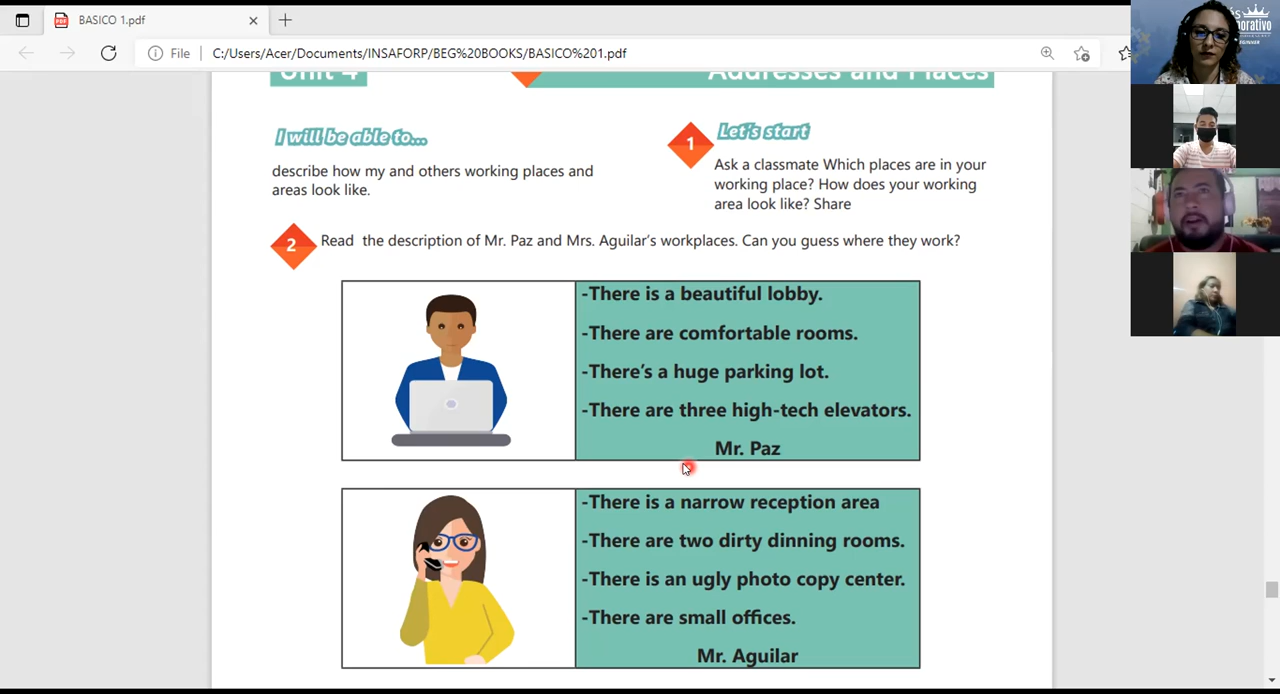 BASICO 1.pdf
File
C:/Users/Acer/Documents/INSAFORP/BEG%20BOOKS/BASICO%201.pdf
Unit 4
Addresses and Places
I will be able to...
describe how my and others working places and
areas look like.
1
Let's start
Ask a classmate Which places are in your
working place? How does your working
area look like? Share
2
Read the description of Mr. Paz and Mrs. Aguilar's workplaces. Can you guess where they work?
-There is a beautiful lobby.
-There are comfortable rooms.
-There's a huge parking lot.
-There are three high-tech elevators.
Mr. Paz
-There is a narrow reception area
-There are two dirty dinning rooms.
-There is an ugly photo copy center.
-There are small offices.
Mr. Aguilar